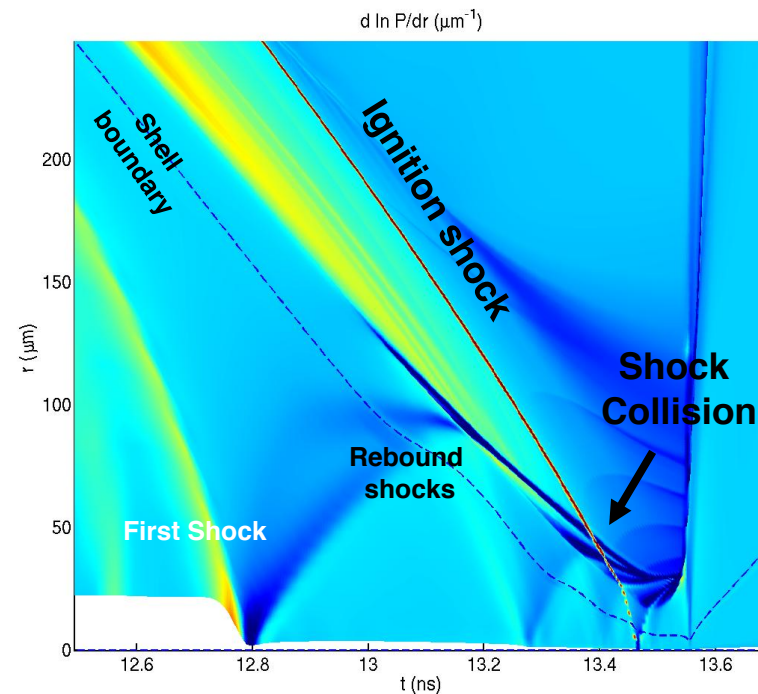 d ln P/dr (μm⁻¹)
Shell
boundary
Ignition shock
Shock
Collision
Rebound
shocks
First Shock
r (μm)
200
150
100
50
0
12.6 12.8 13 13.2 13.4 13.6
t (ns)